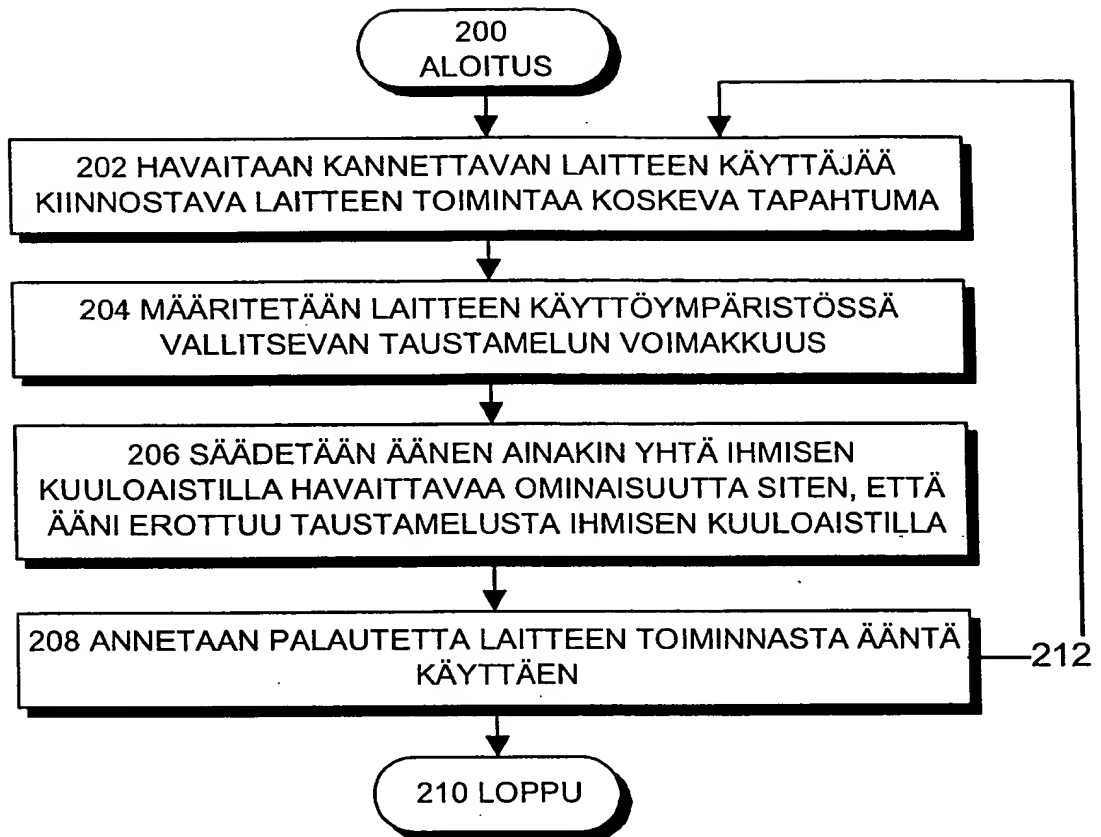 200
ALOITUS
202 HAVAITAAN KANNETTAVAN LAITTEEN KÄYTTÄJÄÄ
KIINNOSTAVA LAITTEEN TOIMINTAA KOSKEVA TAPAHTUMA
204 MÄÄRITETÄÄN LAITTEEN KÄYTTÖYMPÄRISTÖSSÄ
VALLITSEVAN TAUSTAMELUN VOIMAKKUUS
206 SÄÄDETÄÄN ÄÄNEN AINAKIN YHTÄ IHMISEN
KUULOAISTILLA HAVAITTAVAA OMINAISUUTTA SITEN, ETTÄ
ÄÄNI EROTTUU TAUSTAMELUSTA IHMISEN KUULOAISTILLA
208 ANNETAAN PALAUTETTA LAITTEEN TOIMINNASTA ÄÄNTÄ
KÄYTTÄEN
212
210 LOPPU